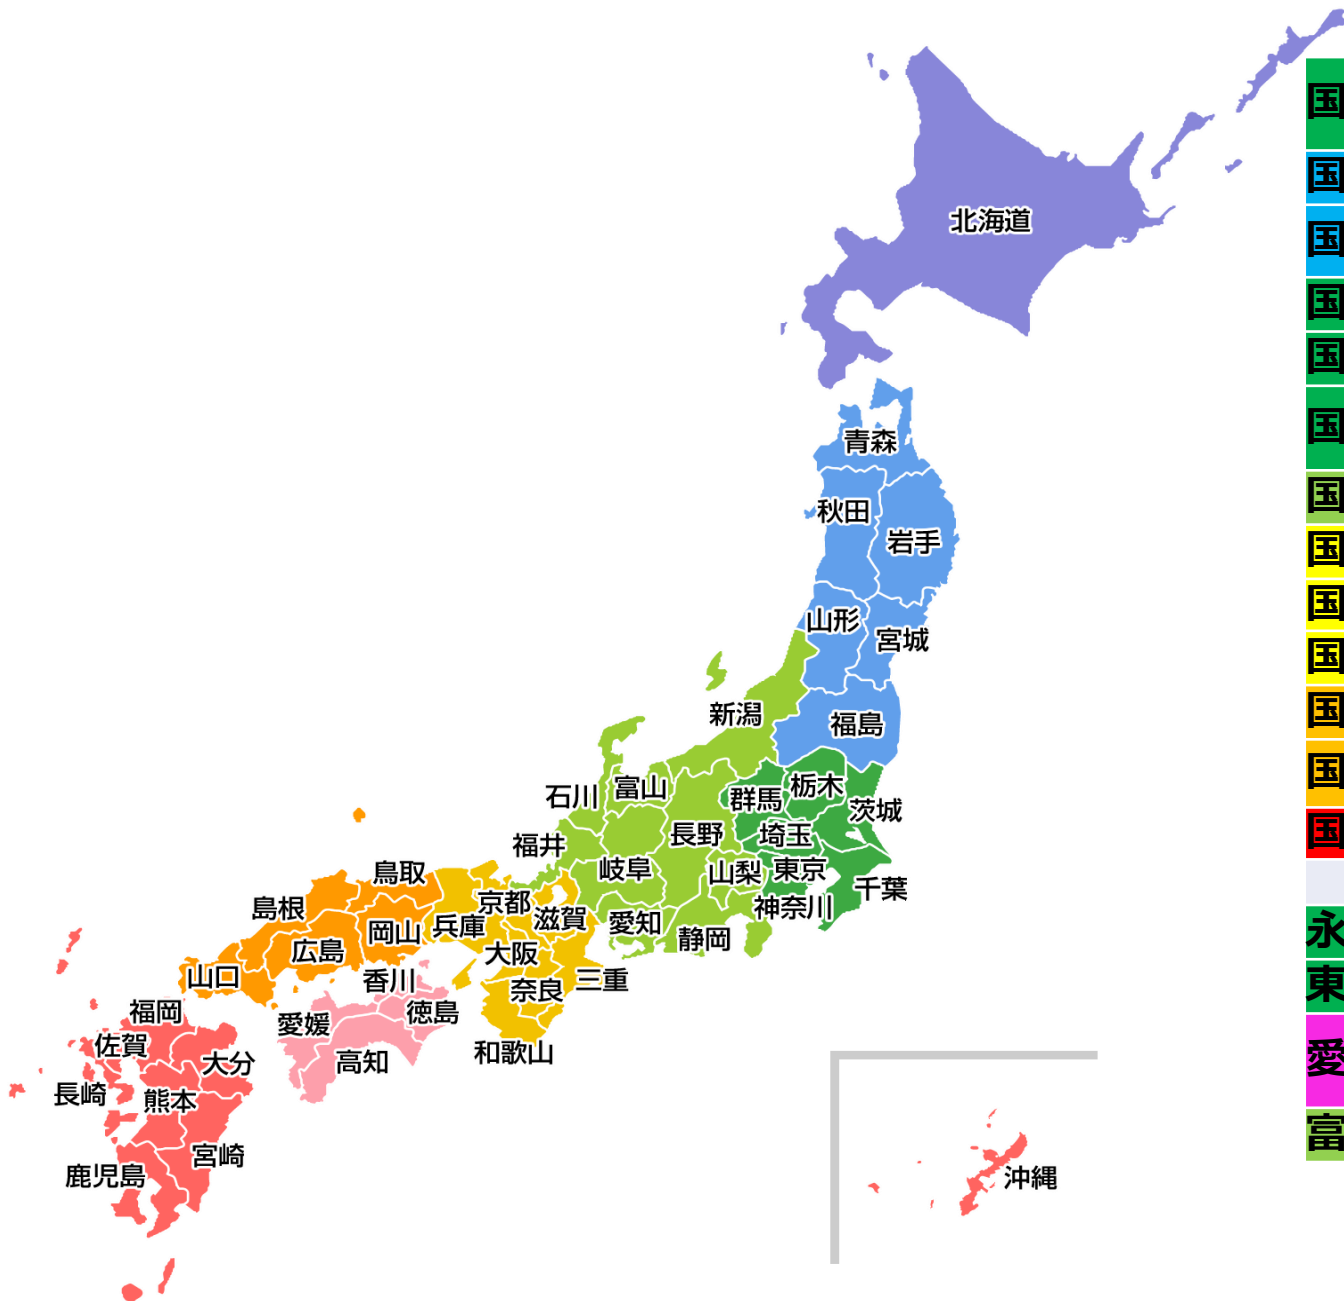 国
国
北海道
国
国
国
国
青森
国
秋田
岩手
国
国
山形
宮城
国
新潟
福島
国
国
石川
富山
群馬
栃木
茨城
国
福井
長野
埼玉
鳥取
岐阜
山梨
東京
千葉
島根
京都
神奈川
岡山
兵庫
滋賀
愛知
静岡
永
広島
大阪
山口
香川
奈良
三重
東
福岡
愛媛
徳島
佐賀
大分
高知
和歌山
愛
長崎
熊本
富
宮崎
鹿児島
沖縄